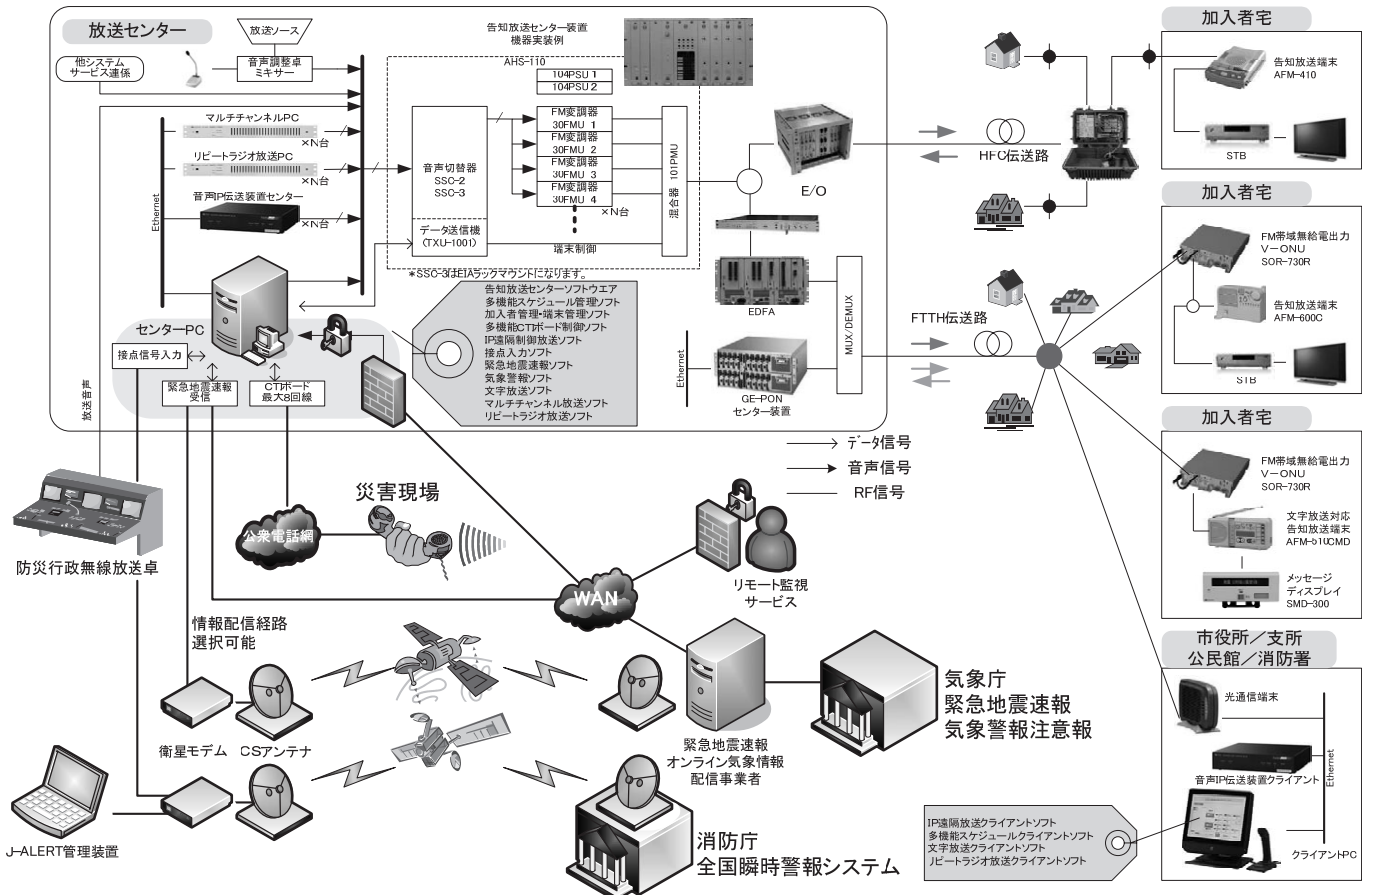 放送センター
放送ソース
他システム
サービス連係
音声調整卓
ミキサー
告知放送センター装置
機器実装例
AHS-110
104PSU 1
104PSU 2
マルチチャンネルPC
×N台
リピートラジオ放送PC
×N台
音声IP伝送装置センター
×N台
Ethernet
音声切替器
SSC-2
SSC-3
データ送信機
(TXU-1001)
FM変調器
30FMU 1
FM変調器
30FMU 2
FM変調器
30FMU 3
FM変調器
30FMU 4
×N台
端末制御
混合器 101PMU
*SSC-3はEIAラックマウントになります。
E/O
EDFA
MUX/DEMUX
Ethernet
GE-PON
センター装置
センターPC
接点信号入力
緊急地震速報
受信
CTIボード
最大8回線
放送音声
告知放送センターソフトウエア
多機能スケジュール管理ソフト
加入者管理・端末管理ソフト
多機能CTIボード制御ソフト
IP遠隔制御放送ソフト
接点入力ソフト
緊急地震速報ソフト
気象警報ソフト
文字放送ソフト
マルチチャンネル放送ソフト
リピートラジオ放送ソフト
データ信号
音声信号
RF信号
HFC伝送路
FTTH伝送路
加入者宅
告知放送端末
AFM-410
STB
加入者宅
FM帯域無給電出力
V-ONU
SOR-730R
告知放送端末
AFM-600C
STB
加入者宅
FM帯域無給電出力
V-ONU
SOR-730R
文字放送対応
告知放送端末
AFM-510CMD
メッセージ
ディスプレイ
SMD-300
市役所/支所
公民館/消防署
光通信端末
音声IP伝送装置クライアント
Ethernet
クライアントPC
IP遠隔放送クライアントソフト
多機能スケジュールクライアントソフト
文字放送クライアントソフト
リピートラジオ放送クライアントソフト
防災行政無線放送卓
災害現場
公衆電話網
WAN
リモート監視
サービス
情報配信経路
選択可能
衛星モデム
CSアンテナ
J-ALERT管理装置
緊急地震速報
オンライン気象情報
配信事業者
気象庁
緊急地震速報
気象警報注意報
消防庁
全国瞬時警報システム